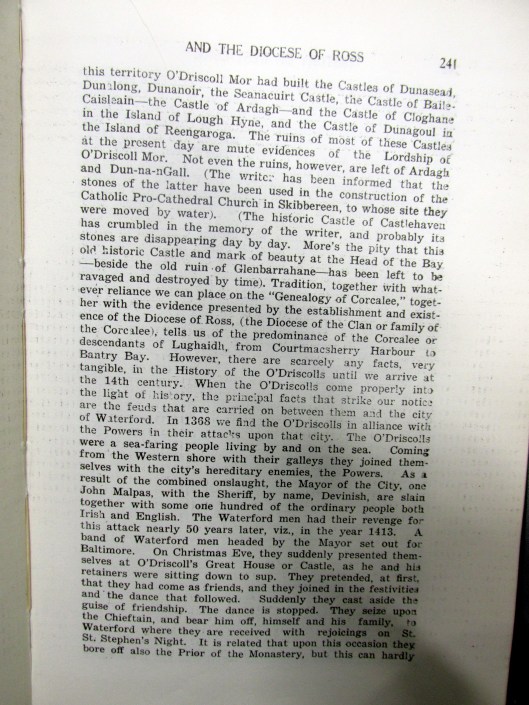 AND THE DIOCESE OF ROSS 241
this territory O'Driscoll Mor had built the Castles of Dunasead,
Dunalong, Dunanoir, the Seanacuirt Castle, the Castle of Baile-
Caisleain—the Castle of Ardagh—and the Castle of Cloghane
in the Island of Lough Hyne, and the Castle of Dunagoul in
the Island of Reengaroga. The ruins of most of these Castles
at the present day are mute evidences of the Lordship of
O'Driscoll Mor. Not even the ruins, however, are left of Ardagh
and Dun-na-nGall. (The writer has been informed that the
stones of the latter have been used in the construction of the
Catholic Pro-Cathedral Church in Skibbereen, to whose site they
were moved by water). (The historic Castle of Castlehaven
has crumbled in the memory of the writer, and probably its
stones are disappearing day by day. More's the pity that this
old historic Castle and mark of beauty at the Head of the Bay
—beside the old ruin of Glenbarrahane—has been left to be
ravaged and destroyed by time). Tradition, together with what-
ever reliance we can place on the "Genealogy of Corcalee," toget-
her with the evidence presented by the establishment and exist-
ence of the Diocese of Ross, (the Diocese of the Clan or family of
the Corcalee), tells us of the predominance of the Corcalee or
descendants of Lughaidh, from Courtmacsherry Harbour to
Bantry Bay. However, there are scarcely any facts, very
tangible, in the History of the O'Driscolls until we arrive at
the 14th century. When the O'Driscolls come properly into
the light of history, the principal facts that strike our notice
are the feuds that are carried on between them and the city
of Waterford. In 1368 we find the O'Driscolls in alliance with
the Powers in their attacks upon that city. The O'Driscolls
were a sea-faring people living by and on the sea. Coming
from the Western shore with their galleys they joined them-
selves with the city's hereditary enemies, the Powers. As a
result of the combined onslaught, the Mayor of the City, one
John Malpas, with the Sheriff, by name, Devinish, are slain
together with some one hundred of the ordinary people both
Irish and English. The Waterford men had their revenge for
this attack nearly 50 years later, viz., in the year 1413. A
band of Waterford men headed by the Mayor set out for
Baltimore. On Christmas Eve, they suddenly presented them-
selves at O'Driscoll's Great House or Castle, as he and his
retainers were sitting down to sup. They pretended, at first,
that they had come as friends, and they joined in the festivities
and the dance that followed. Suddenly they cast aside the
guise of friendship. The dance is stopped. They seize upon
the Chieftain, and bear him off, himself and his family, to
Waterford where they are received with rejoicings on St.
St. Stephen's Night. It is related that upon this occasion they
bore off also the Prior of the Monastery, but this can hardly